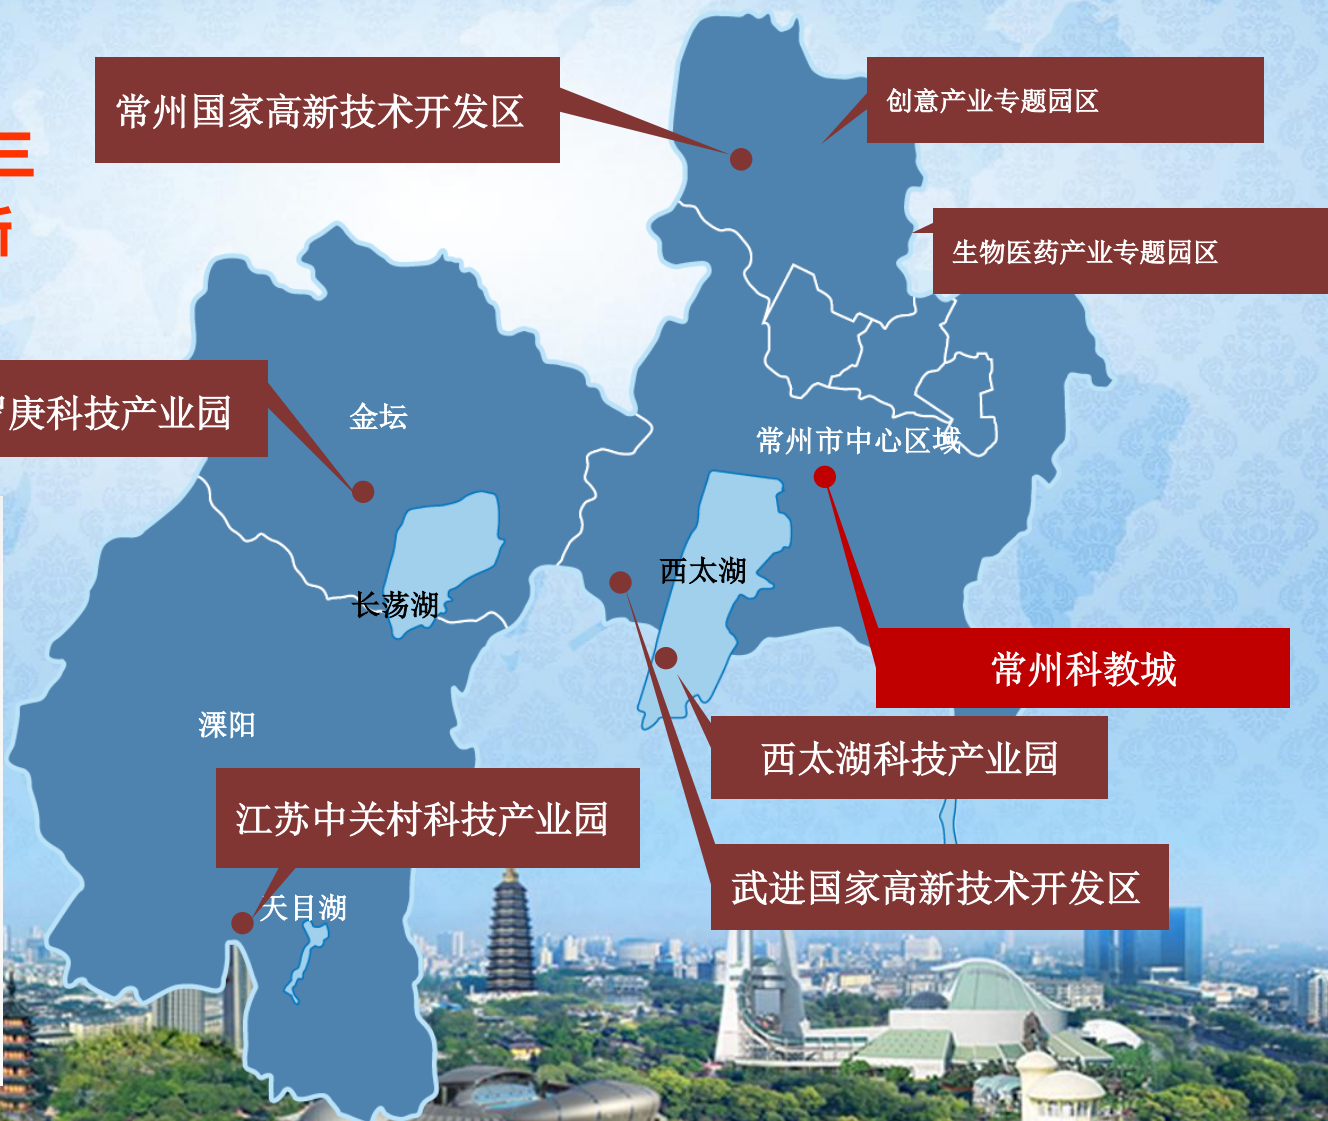 常州国家高新技术开发区
创意产业专题园区
三
生物医药产业专题园区
庚科技产业园
金坛
常州市中心区域
西太湖
长荡湖
常州科教城
溧阳
西太湖科技产业园
江苏中关村科技产业园
武进国家高新技术开发区
天目湖